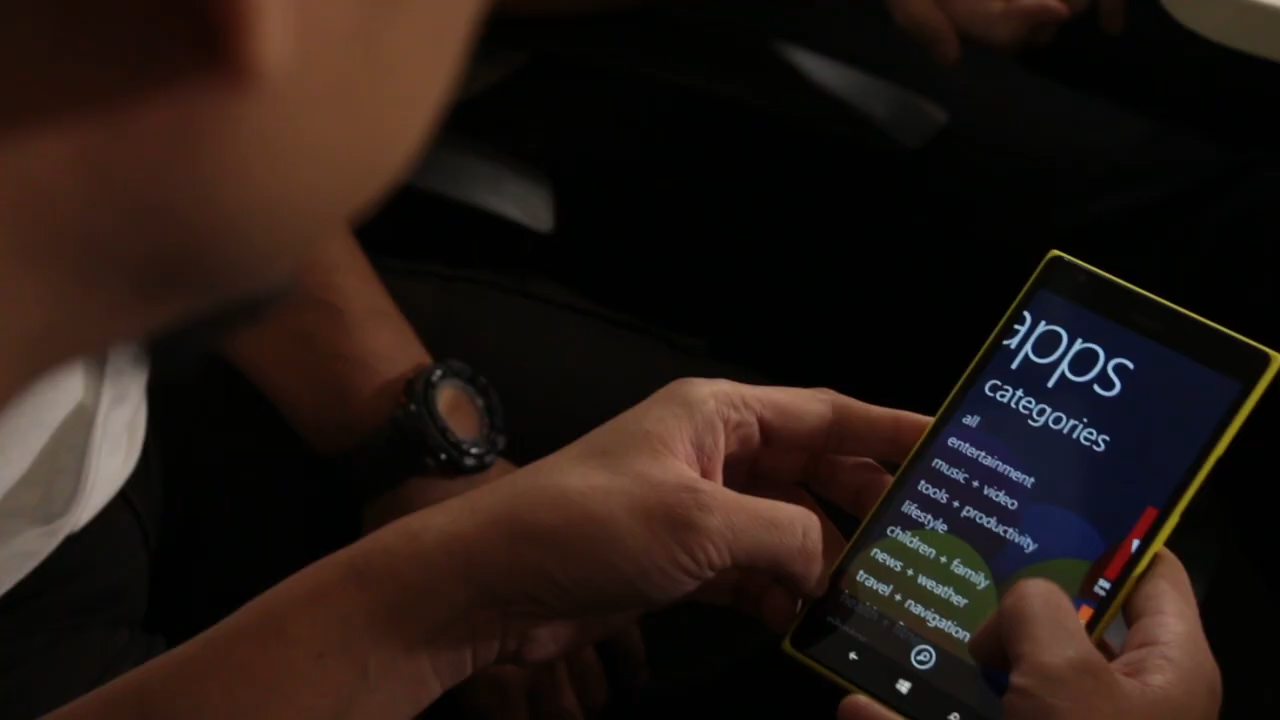 apps
categories
all
entertainment
music + video
tools + productivity
lifestyle
children + family
news + weather
travel + navigation